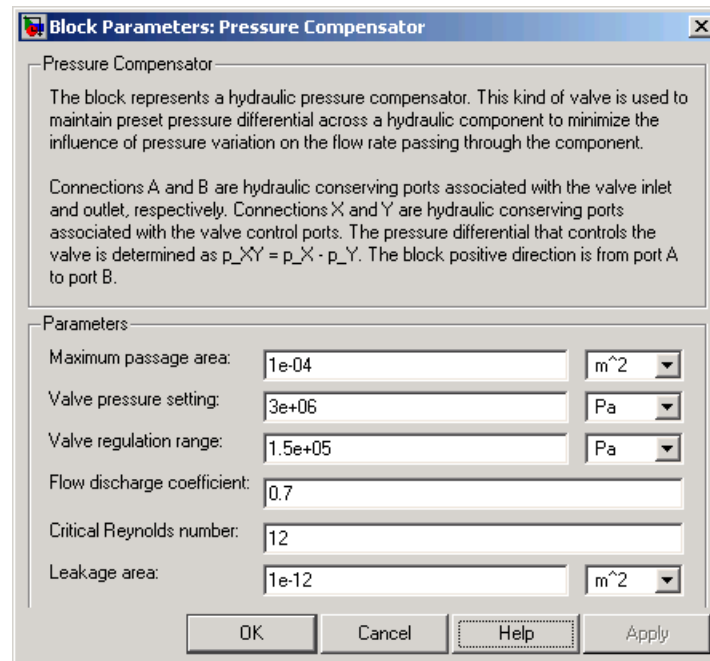 Block Parameters: Pressure Compensator
Pressure Compensator
The block represents a hydraulic pressure compensator. This kind of valve is used to
maintain preset pressure differential across a hydraulic component to minimize the
influence of pressure variation on the flow rate passing through the component.
Connections A and B are hydraulic conserving ports associated with the valve inlet
and outlet, respectively. Connections X and Y are hydraulic conserving ports
associated with the valve control ports. The pressure differential that controls the
valve is determined as p_XY = p_X - p_Y. The block positive direction is from port A
to port B.
Parameters
Maximum passage area: 1e-04 m^2
Valve pressure setting: 3e+06 Pa
Valve regulation range: 1.5e+05 Pa
Flow discharge coefficient: 0.7
Critical Reynolds number: 12
Leakage area: 1e-12 m^2
OK Cancel Help Apply